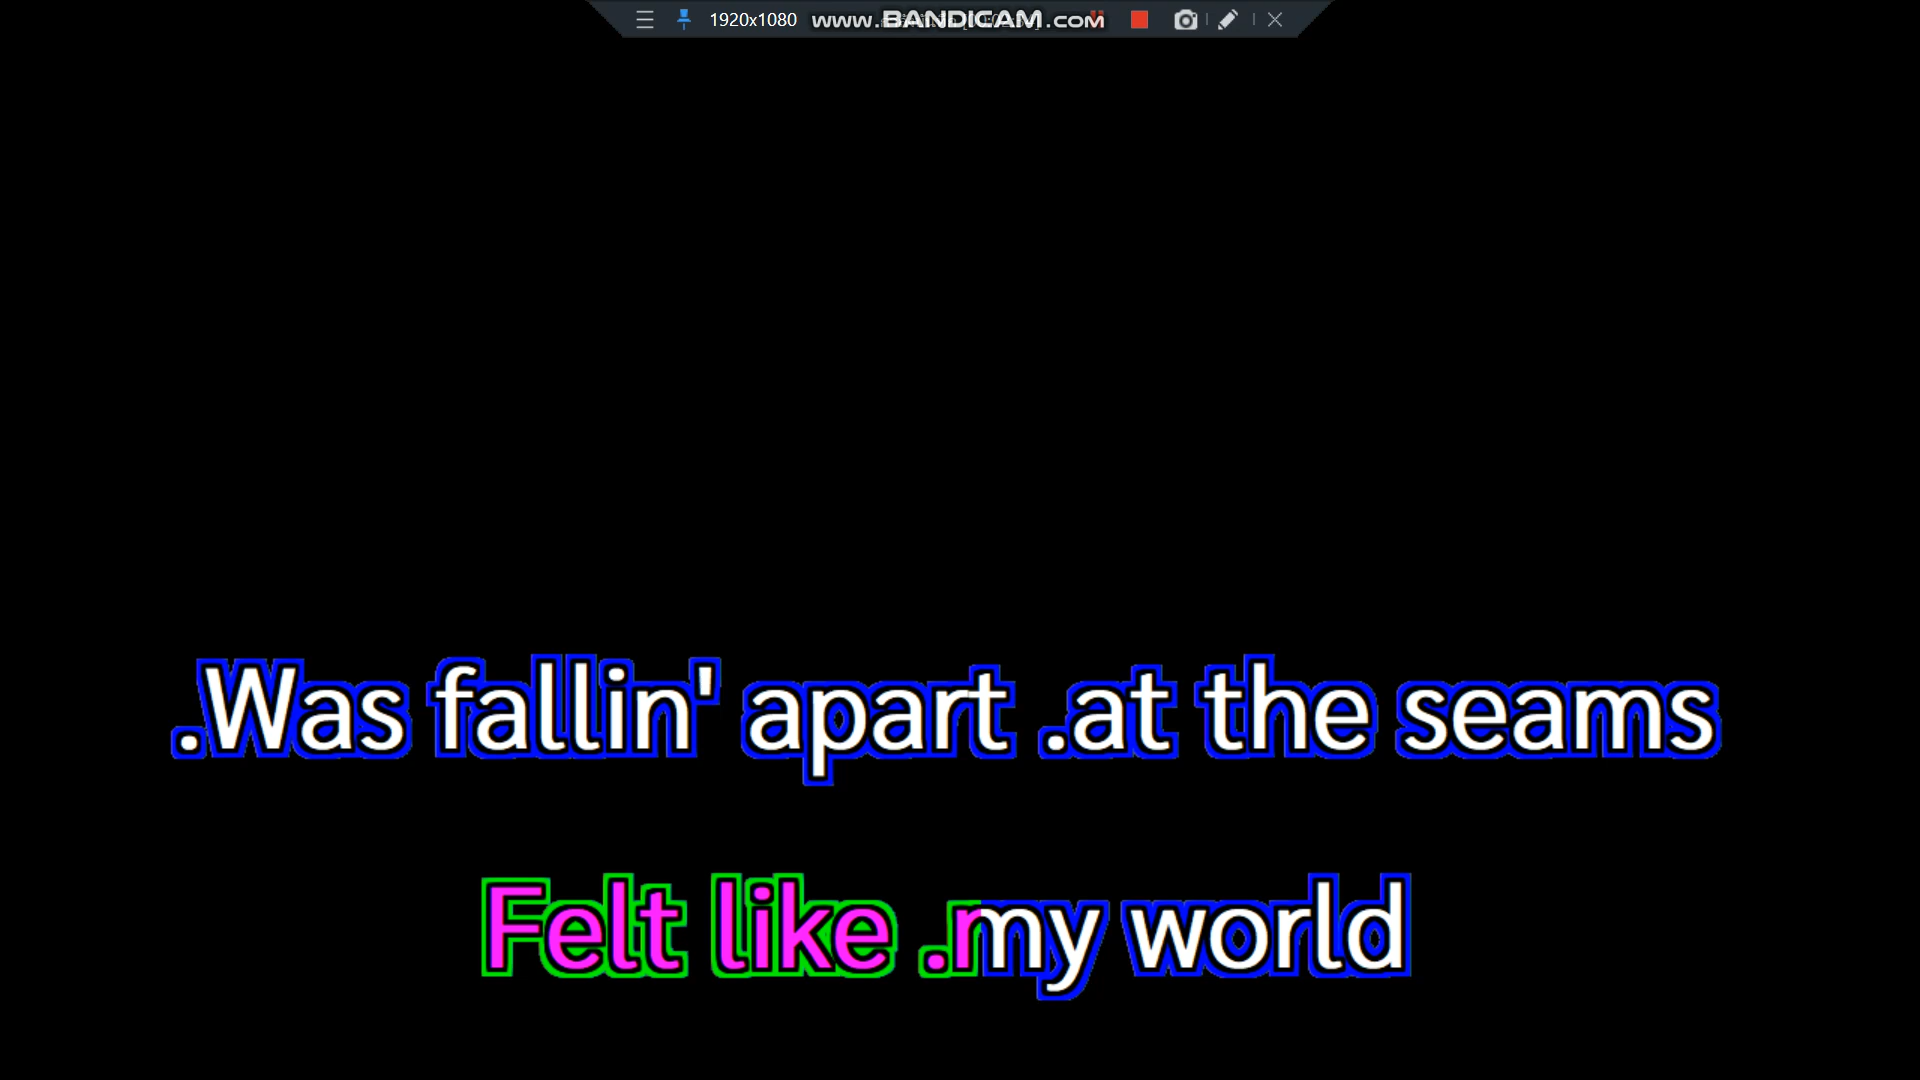 1920x1080 www.BANDICAM.com
.Was fallin' apart .at the seams
Felt like .my world